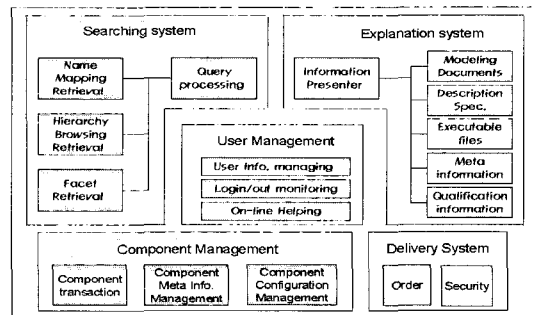 Searching system
Name
Mapping
Retrieval
Query
processing
Hierarchy
Browsing
Retrieval
Facet
Retrieval
Explanation system
Information
Presenter
Modeling
Documents
Description
Spec.
Executable
files
Meta
information
Qualification
information
User Management
User Info. managing
Login/out monitoring
On-line Helping
Component Management
Component
transaction
Component
Meta Info.
Management
Component
Configuration
Management
Delivery System
Order
Security